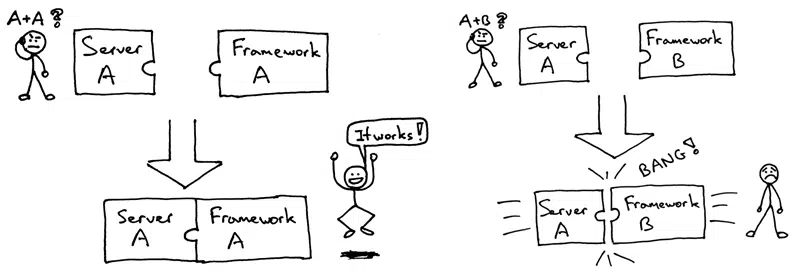 A+A ?
Server
A
Framework
A
It works!
Server
A
Framework
A
A+B ?
Server
A
Framework
B
BANG!
Server
A
Framework
B